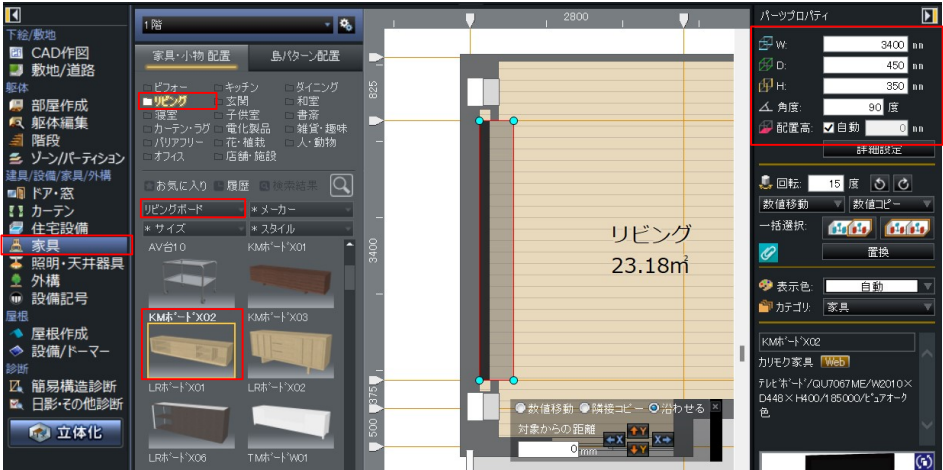 下絵/敷地
CAD作図
敷地/道路
躯体
部屋作成
躯体編集
階段
ゾーン/パーティション
建具/設備/家具/外構
ドア・窓
カーテン
住宅設備
家具
照明・天井器具
外構
設備記号
屋根
屋根作成
設備/ドーマー
診断
簡易構造診断
日影・その他診断
立体化
1階
家具・小物 配置
島パターン配置
ビフォー
キッチン
ダイニング
リビング
玄関
和室
寝室
子供室
書斎
カーテン・ラグ
電化製品
雑貨・趣味
バリアフリー
花・植栽
人・動物
オフィス
店舗・施設
お気に入り
履歴
検索結果
リビングボード
* メーカー
* サイズ
* スタイル
AV台10
KMボードX01
KMボードX02
KMボードX03
LRボードX01
LRボードX02
LRボードX06
TMボードW01
2800
825
3400
375
500
リビング
23.18㎡
数値移動
隣接コピー
沿わせる
対象からの距離
0 mm
X
Y
X
Y
パーツプロパティ
W: 3400 mm
D: 450 mm
H: 350 mm
角度: 90 度
配置高: 自動 0 mm
詳細設定
回転: 15 度
数値移動
数値コピー
一括選択:
置換
表示色: 自動
カテゴリ: 家具
KMボードX02
カリモク家具 Web
テレビボード/QU7067ME/W2010×
D448×H400/185000/ピュアオーク
色